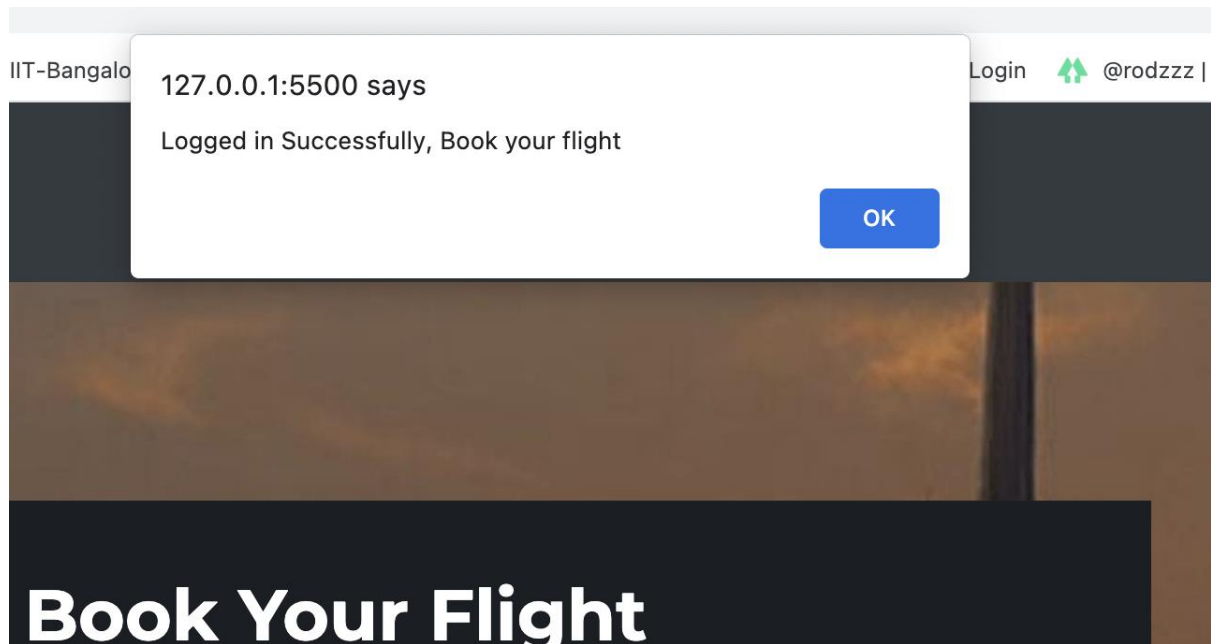 IIT-Bangalo
Login @rodzzz |
127.0.0.1:5500 says
Logged in Successfully, Book your flight
OK
Book Your Flight